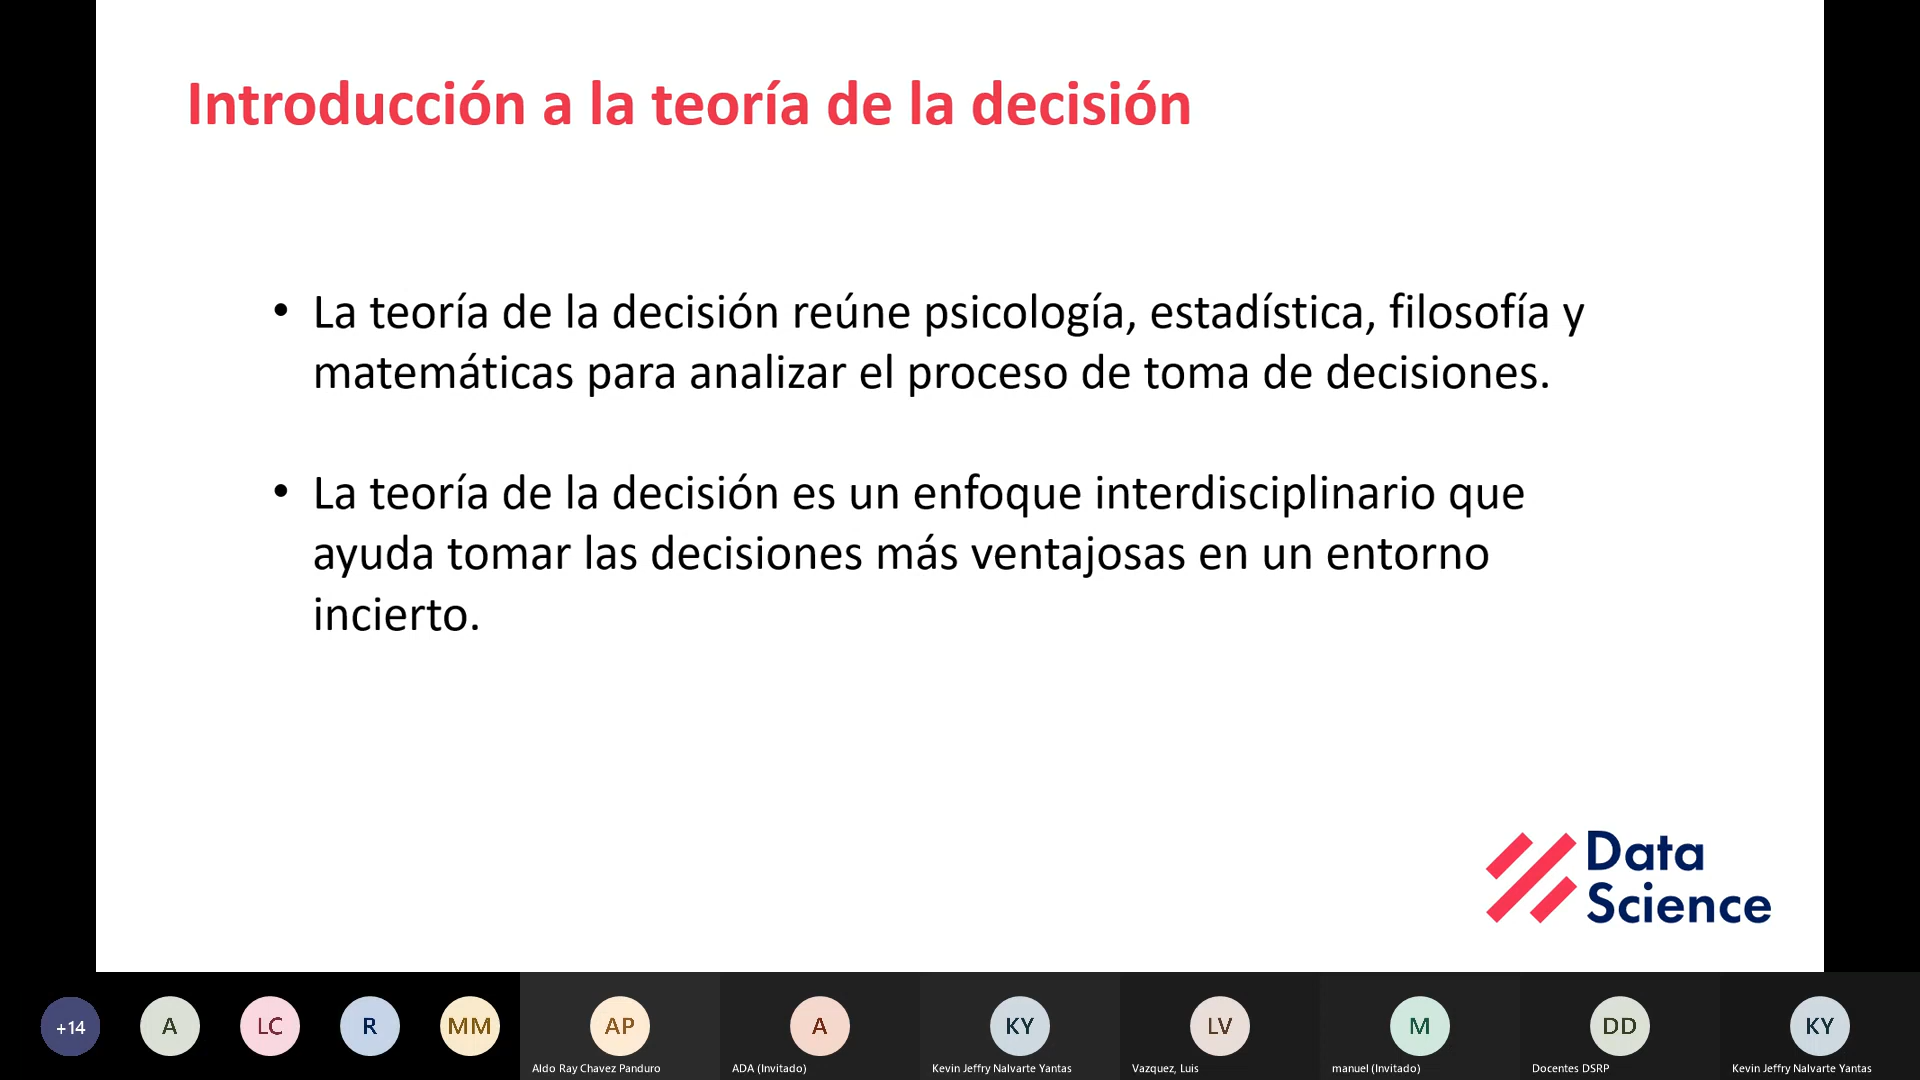 Introducción a la teoría de la decisión
• La teoría de la decisión reúne psicología, estadística, filosofía y
matemáticas para analizar el proceso de toma de decisiones.
• La teoría de la decisión es un enfoque interdisciplinario que
ayuda tomar las decisiones más ventajosas en un entorno
incierto.
Data
Science
+14
A
LC
R
MM
AP
A
KY
LV
M
DD
KY
Aldo Ray Chavez Panduro
ADA (Invitado)
Kevin Jeffry Nalvarte Yantas
Vazquez, Luis
manuel (Invitado)
Docentes DSRP
Kevin Jeffry Nalvarte Yantas